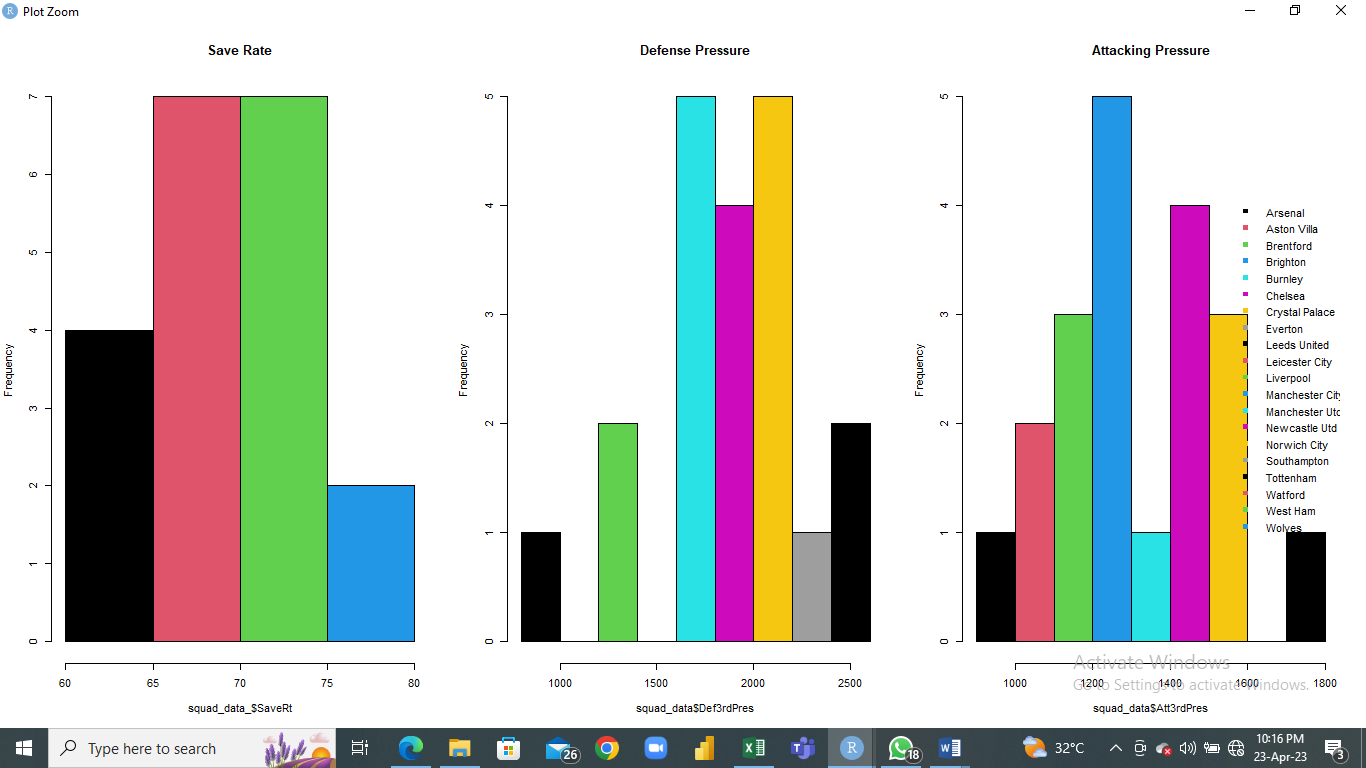 Plot Zoom
Save Rate
7
6
5
4
3
2
1
0
Frequency
60 65 70 75 80
squad_data_$SaveRt
Defense Pressure
5
4
3
2
1
0
Frequency
1000 1500 2000 2500
squad_data$Def3rdPres
Attacking Pressure
5
4
3
2
1
0
Frequency
1000 1200 1400 1600 1800
squad_data$Att3rdPres
Arsenal
Aston Villa
Brentford
Brighton
Burnley
Chelsea
Crystal Palace
Everton
Leeds United
Leicester City
Liverpool
Manchester City
Manchester Utd
Newcastle Utd
Norwich City
Southampton
Tottenham
Watford
West Ham
Wolves
Activate Windows
Go to Settings to activate Windows.
Type here to search
26
18
32°C
10:16 PM
23-Apr-23
3